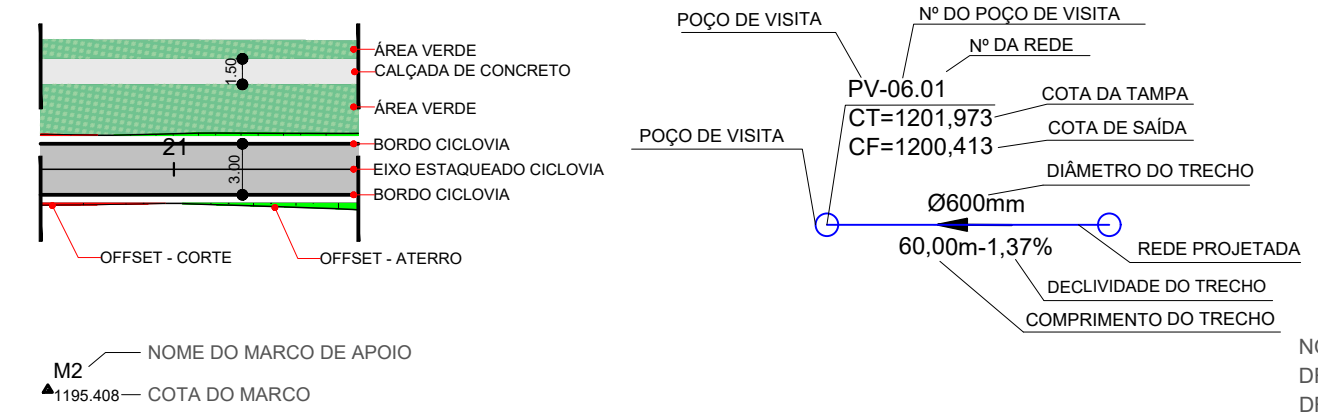 ÁREA VERDE
CALÇADA DE CONCRETO
1.50
ÁREA VERDE
BORDO CICLOVIA
21
EIXO ESTAQUEADO CICLOVIA
3.00
BORDO CICLOVIA
OFFSET - CORTE
OFFSET - ATERRO
M2
NOME DO MARCO DE APOIO
1195.408
COTA DO MARCO
POÇO DE VISITA
Nº DO POÇO DE VISITA
Nº DA REDE
PV-06.01
CT=1201,973
COTA DA TAMPA
CF=1200,413
COTA DE SAÍDA
POÇO DE VISITA
DIÂMETRO DO TRECHO
Ø600mm
60,00m-1,37%
REDE PROJETADA
DECLIVIDADE DO TRECHO
COMPRIMENTO DO TRECHO